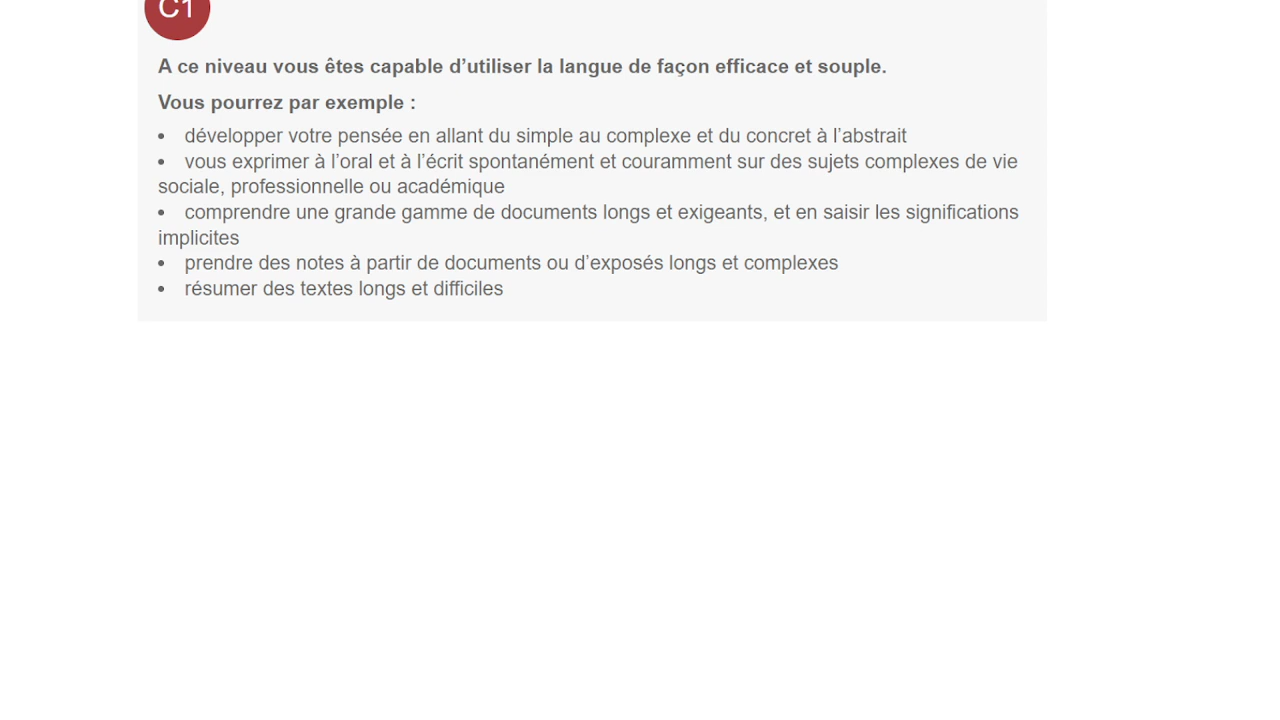 C1
A ce niveau vous êtes capable d’utiliser la langue de façon efficace et souple.
Vous pourrez par exemple :
• développer votre pensée en allant du simple au complexe et du concret à l’abstrait
• vous exprimer à l’oral et à l’écrit spontanément et couramment sur des sujets complexes de vie
sociale, professionnelle ou académique
• comprendre une grande gamme de documents longs et exigeants, et en saisir les significations
implicites
• prendre des notes à partir de documents ou d’exposés longs et complexes
• résumer des textes longs et difficiles